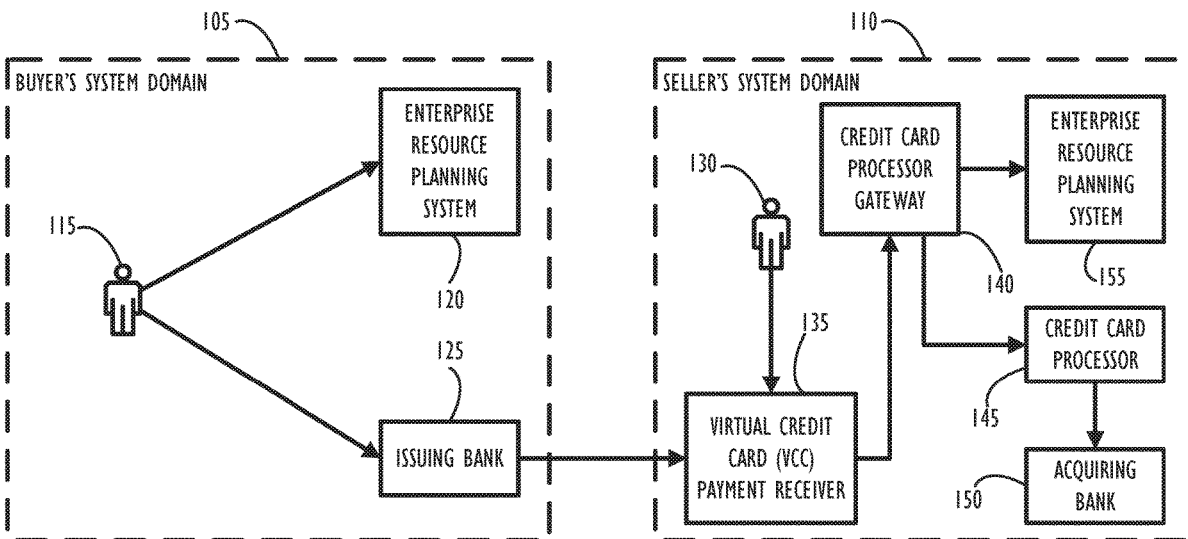 105
110
BUYER'S SYSTEM DOMAIN
ENTERPRISE
RESOURCE
PLANNING
SYSTEM
115
120
125
ISSUING BANK
SELLER'S SYSTEM DOMAIN
130
CREDIT CARD
PROCESSOR
GATEWAY
140
ENTERPRISE
RESOURCE
PLANNING
SYSTEM
155
135
VIRTUAL CREDIT
CARD (VCC)
PAYMENT RECEIVER
CREDIT CARD
PROCESSOR
145
ACQUIRING
BANK
150